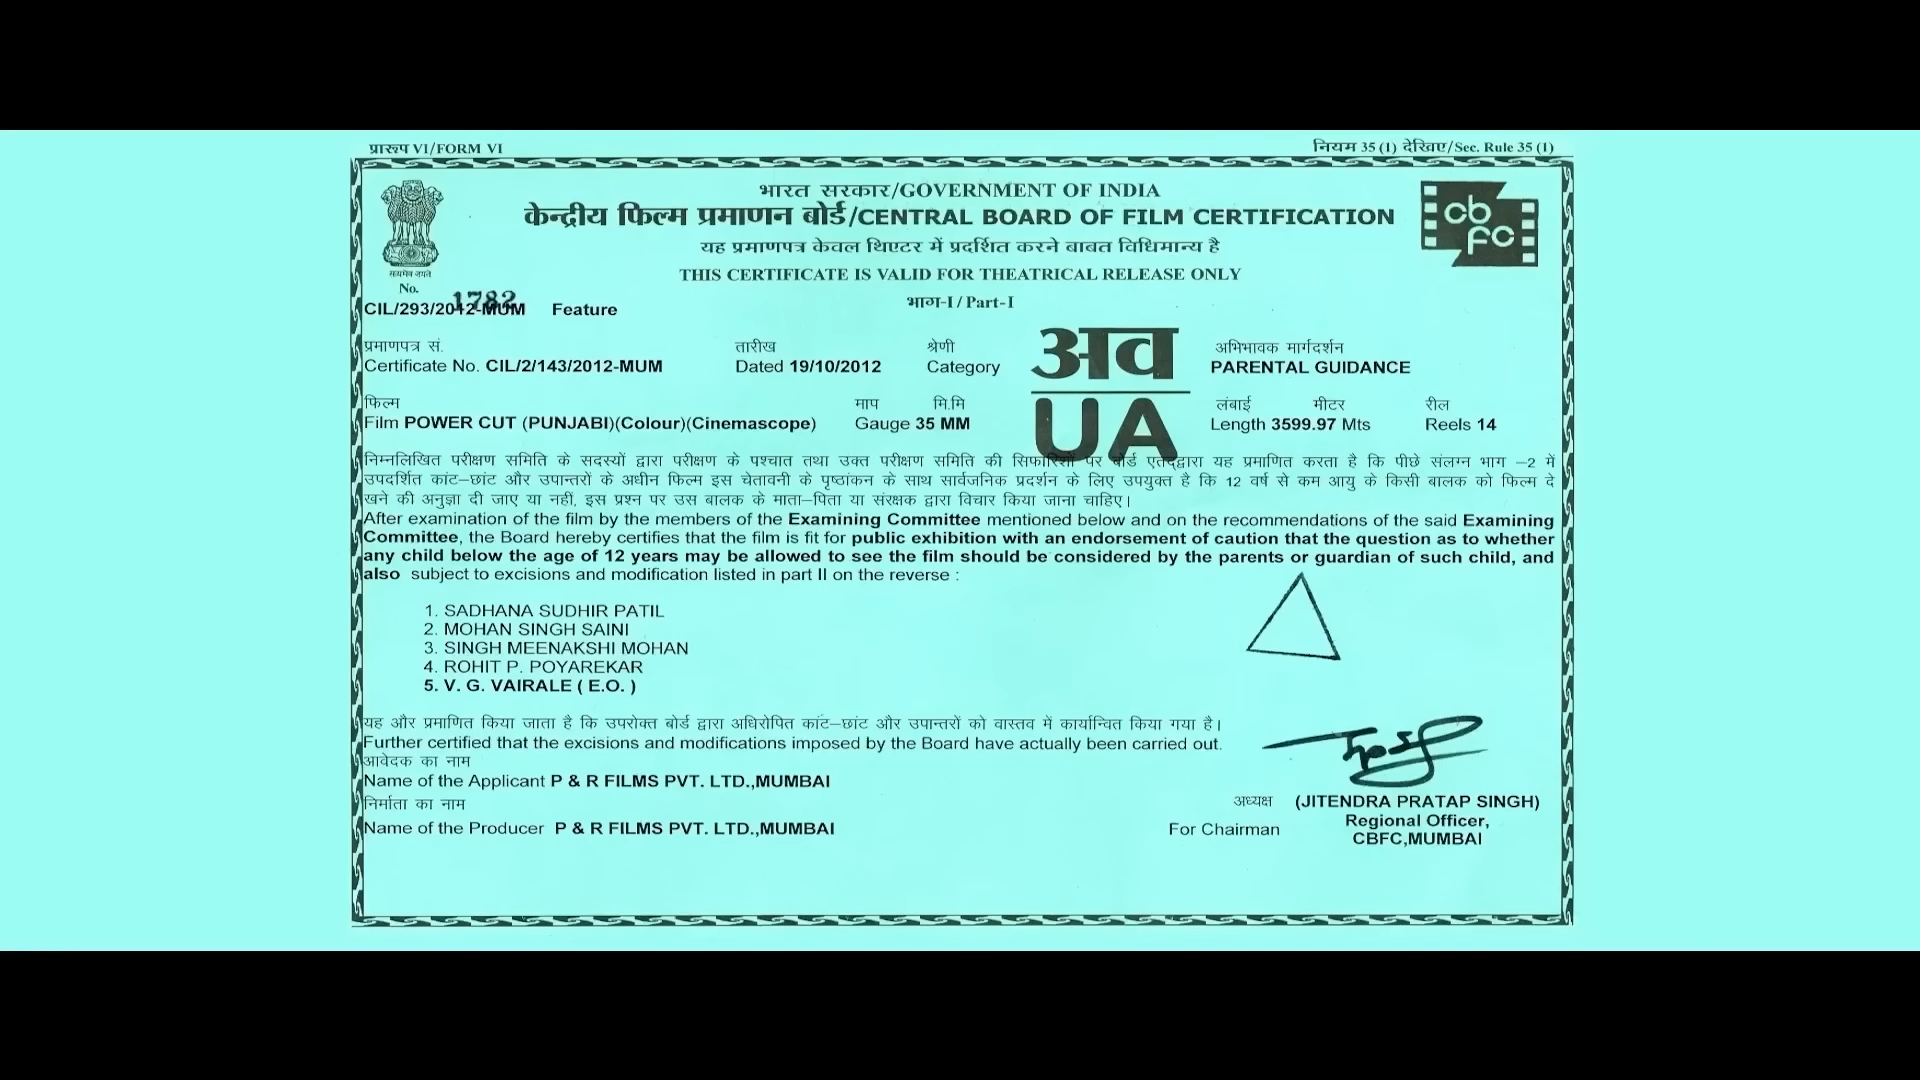 प्रारूप VI/FORM VI
नियम 35 (1) देखिए/Sec. Rule 35 (1)
भारत सरकार/GOVERNMENT OF INDIA
केन्द्रीय फिल्म प्रमाणन बोर्ड/CENTRAL BOARD OF FILM CERTIFICATION
cbfc
यह प्रमाणपत्र केवल थिएटर में प्रदर्शित करने बाबत विधिमान्य है
सत्यमेव जयते
THIS CERTIFICATE IS VALID FOR THEATRICAL RELEASE ONLY
No. 1782
भाग-I / Part-I
CIL/293/2012-MUM Feature
प्रमाणपत्र सं. तारीख श्रेणी अव अभिभावक मार्गदर्शन
Certificate No. CIL/2/143/2012-MUM Dated 19/10/2012 Category UA PARENTAL GUIDANCE
फिल्म माप मि.मि लंबाई मीटर रील
Film POWER CUT (PUNJABI)(Colour)(Cinemascope) Gauge 35 MM Length 3599.97 Mts Reels 14
निम्नलिखित परीक्षण समिति के सदस्यों द्वारा परीक्षण के पश्चात तथा उक्त परीक्षण समिति की सिफारिशों पर बोर्ड एतद्द्वारा यह प्रमाणित करता है कि पीछे संलग्न भाग –2 में
उपदर्शित कांट–छांट और उपान्तरों के अधीन फिल्म इस चेतावनी के पृष्ठांकन के साथ सार्वजनिक प्रदर्शन के लिए उपयुक्त है कि 12 वर्ष से कम आयु के किसी बालक को फिल्म दे
खने की अनुज्ञा दी जाए या नहीं, इस प्रश्न पर उस बालक के माता–पिता या संरक्षक द्वारा विचार किया जाना चाहिए।
After examination of the film by the members of the Examining Committee mentioned below and on the recommendations of the said Examining
Committee, the Board hereby certifies that the film is fit for public exhibition with an endorsement of caution that the question as to whether
any child below the age of 12 years may be allowed to see the film should be considered by the parents or guardian of such child, and
also subject to excisions and modification listed in part II on the reverse :
1. SADHANA SUDHIR PATIL
2. MOHAN SINGH SAINI
3. SINGH MEENAKSHI MOHAN
4. ROHIT P. POYAREKAR
5. V. G. VAIRALE ( E.O. )
यह और प्रमाणित किया जाता है कि उपरोक्त बोर्ड द्वारा अधिरोपित कांट–छांट और उपान्तरों को वास्तव में कार्यान्वित किया गया है।
Further certified that the excisions and modifications imposed by the Board have actually been carried out.
आवेदक का नाम
Name of the Applicant P & R FILMS PVT. LTD.,MUMBAI
निर्माता का नाम
अध्यक्ष (JITENDRA PRATAP SINGH)
Name of the Producer P & R FILMS PVT. LTD.,MUMBAI
For Chairman Regional Officer,
CBFC,MUMBAI